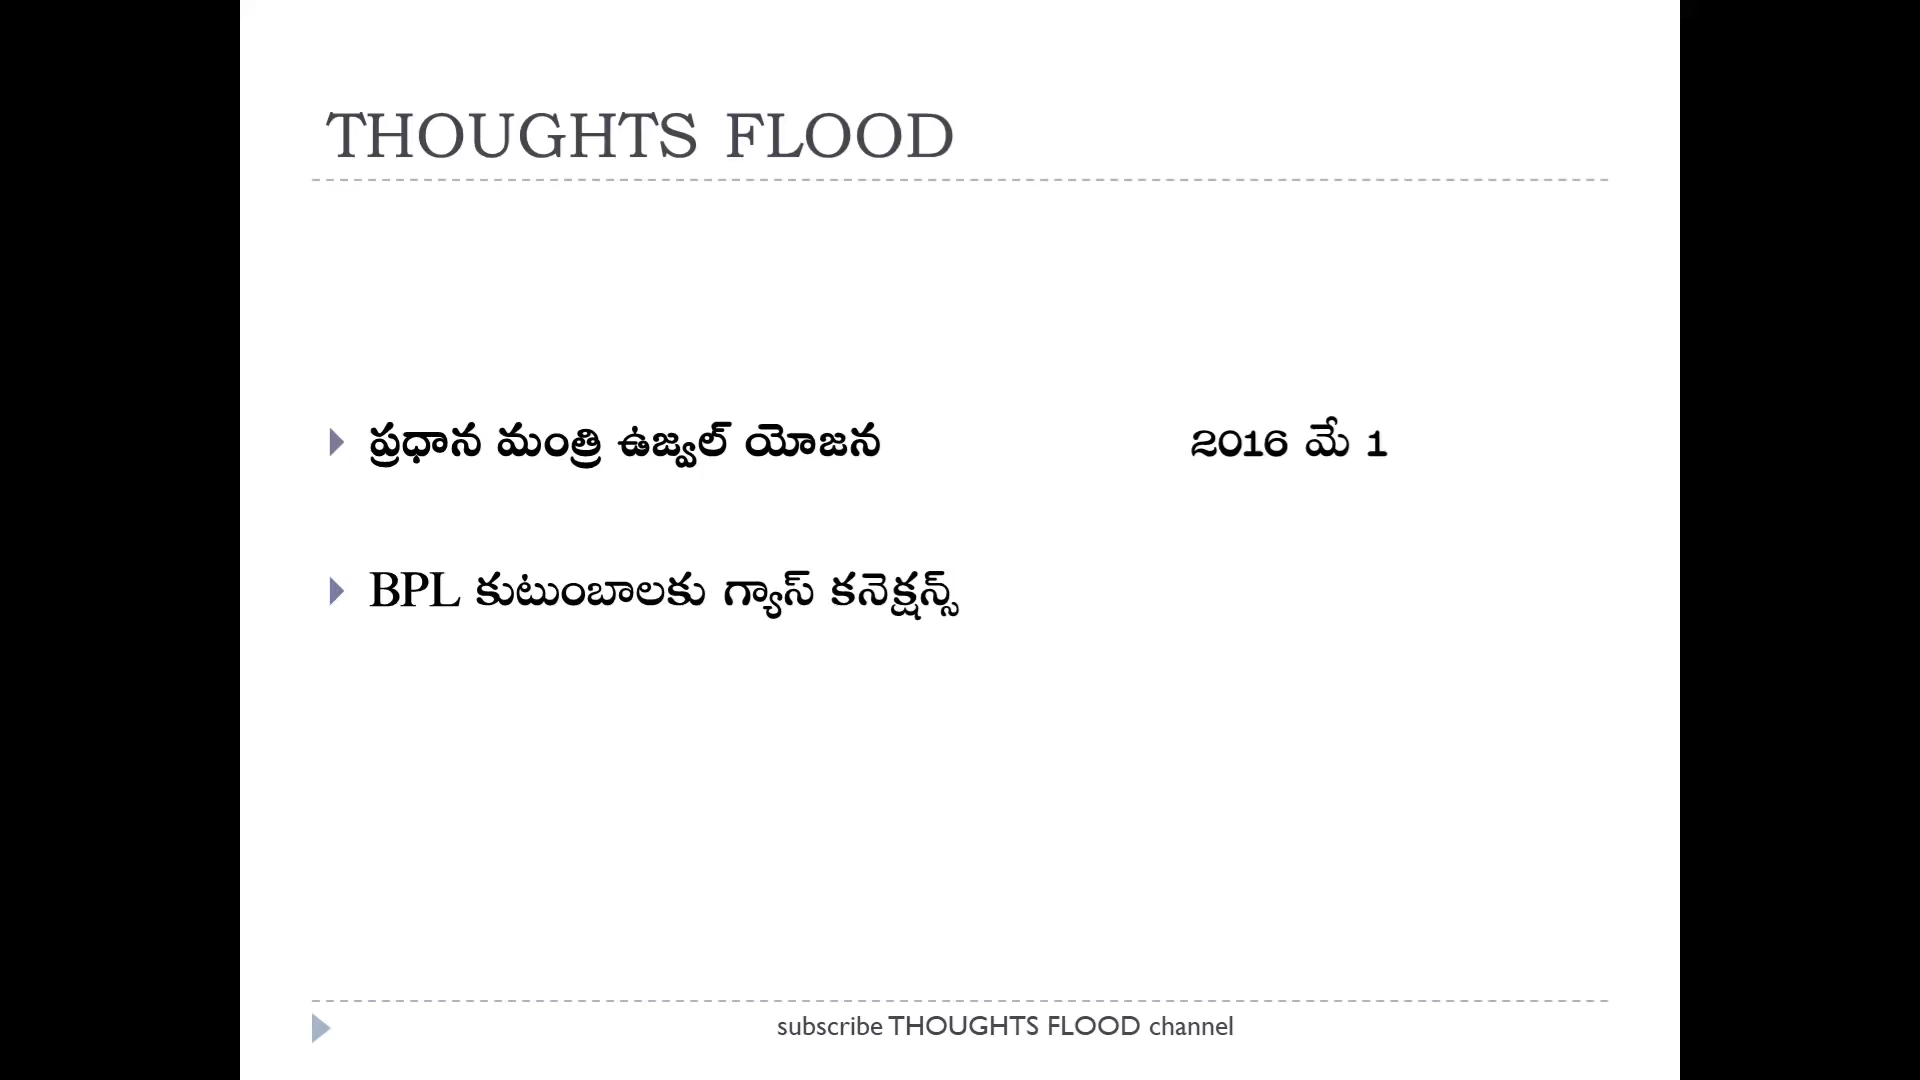 THOUGHTS FLOOD
ప్రధాన మంత్రి ఉజ్వల్ యోజన 2016 మే 1
BPL కుటుంబాలకు గ్యాస్ కనెక్షన్స్
subscribe THOUGHTS FLOOD channel